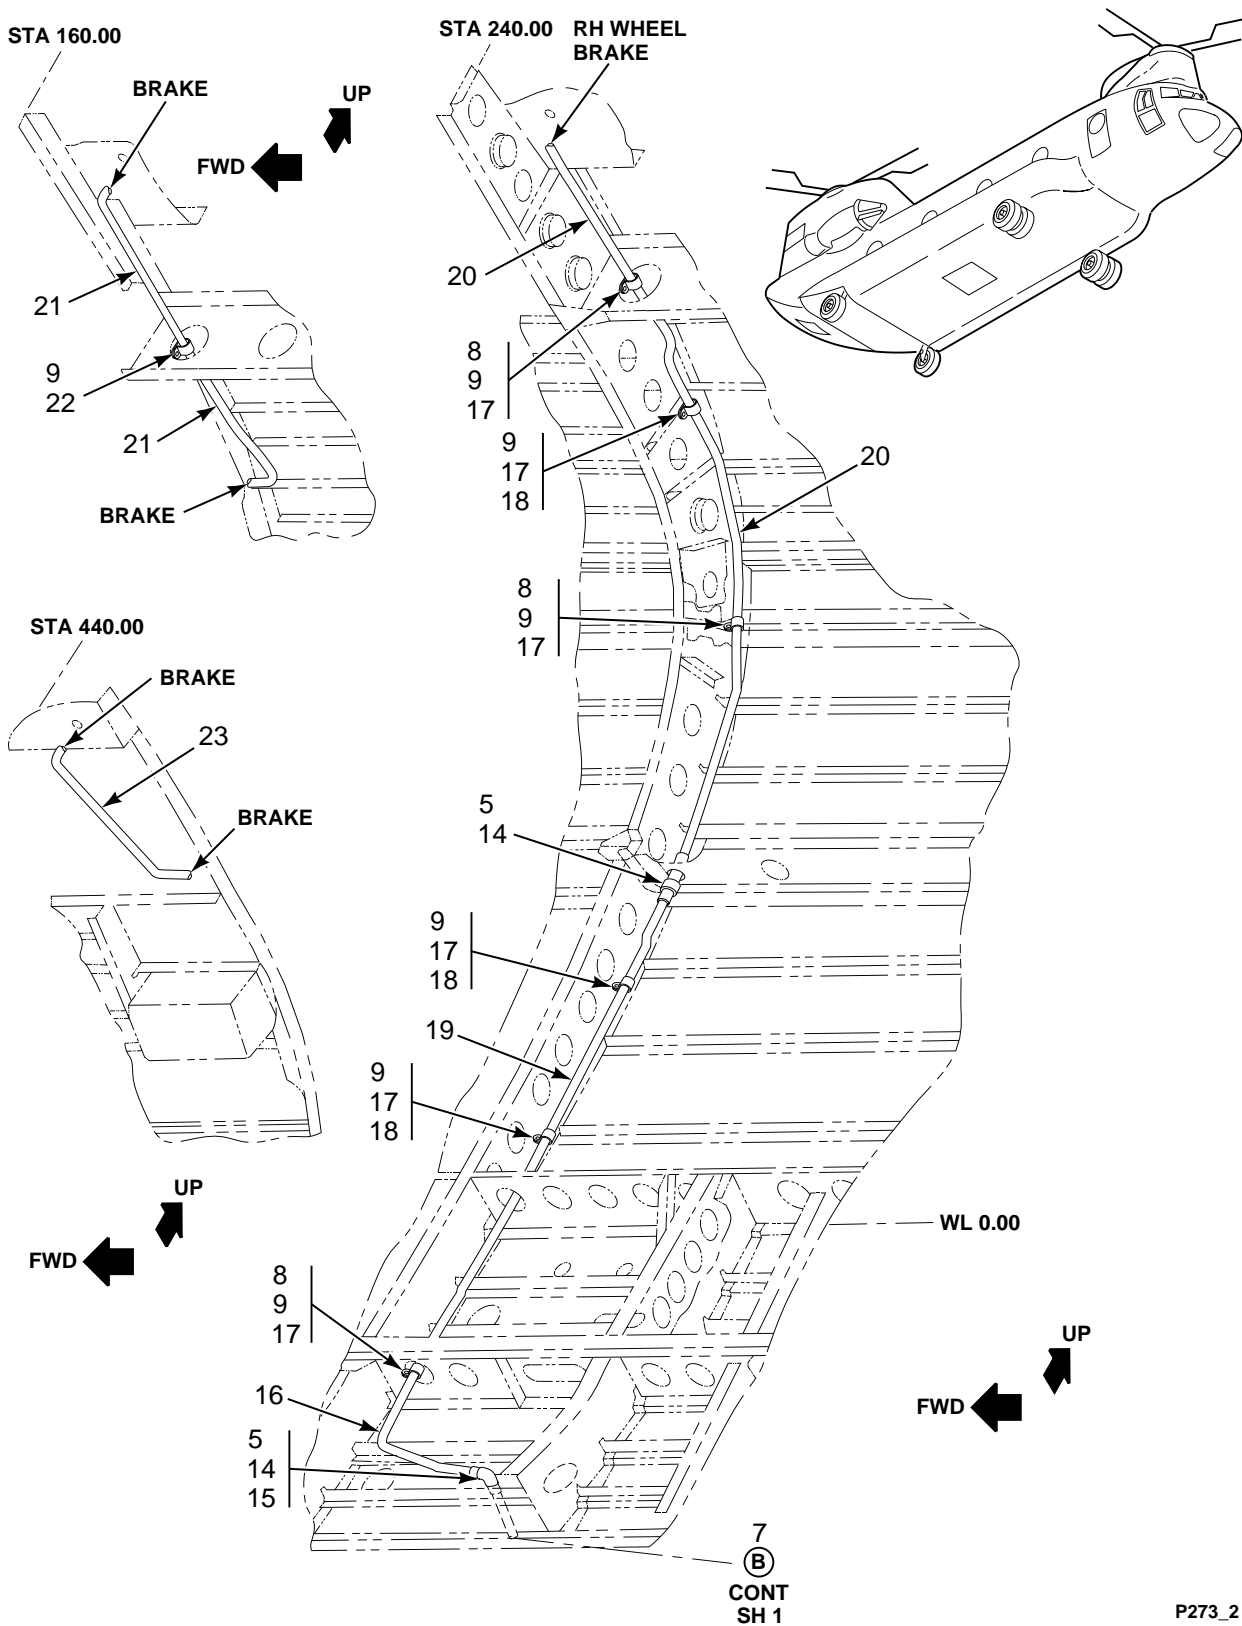 STA 160.00
BRAKE
UP
FWD
21
9
22
21
BRAKE
STA 240.00
RH WHEEL
BRAKE
20
8
9
17
9
17
18
20
8
9
17
STA 440.00
BRAKE
23
BRAKE
5
14
9
17
18
19
9
17
18
UP
FWD
WL 0.00
8
9
17
16
5
14
15
UP
FWD
7
B
CONT
SH 1
P273_2